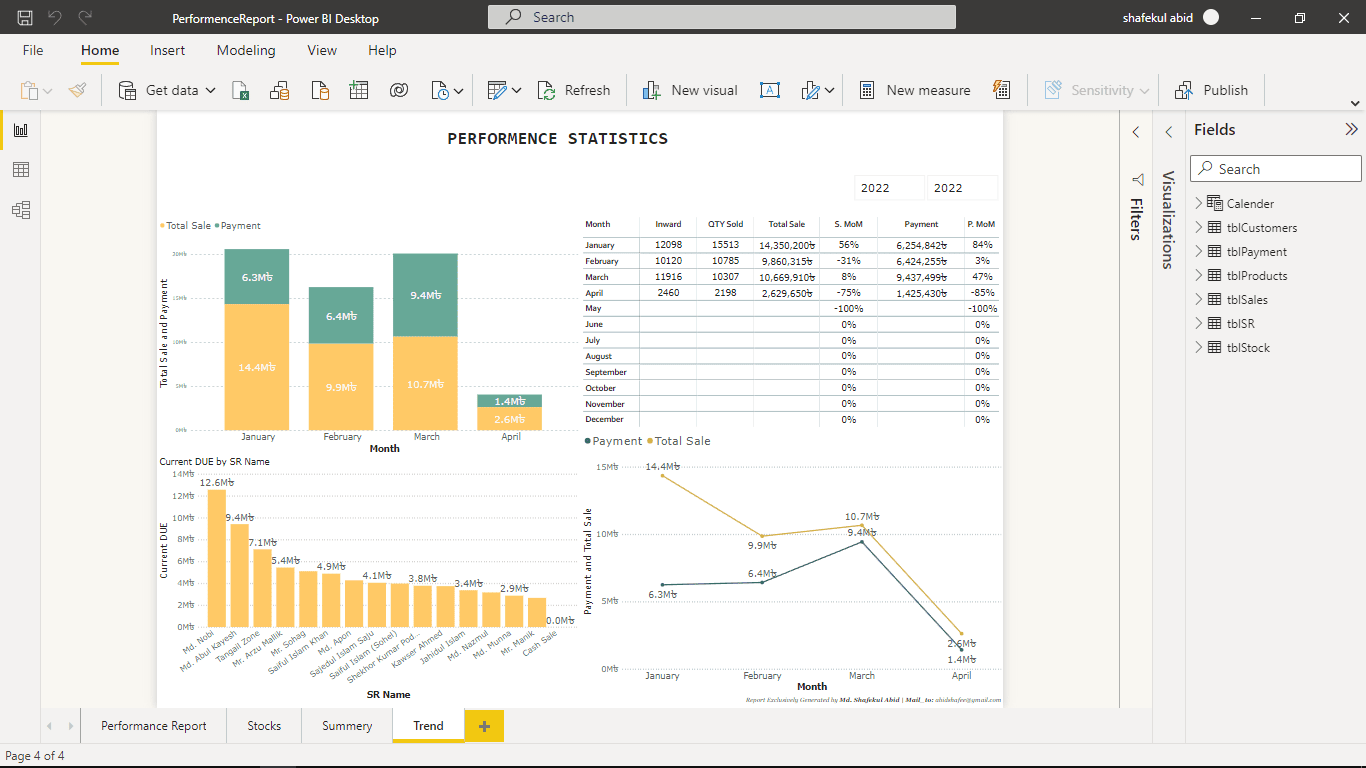 PerformenceReport - Power BI Desktop
Search
shafekul abid
File Home Insert Modeling View Help
Get data Refresh New visual New measure Sensitivity Publish
PERFORMENCE STATISTICS
2022 2022
Total Sale Payment
Total Sale and Payment
20M৳
15M৳
10M৳
5M৳
0M৳
6.3M৳
14.4M৳
6.4M৳
9.9M৳
9.4M৳
10.7M৳
1.4M৳
2.6M৳
January February March April
Month
Month Inward QTY Sold Total Sale S. MoM Payment P. MoM
January 12098 15513 14,350,200৳ 56% 6,254,842৳ 84%
February 10120 10785 9,860,315৳ -31% 6,424,255৳ 3%
March 11916 10307 10,669,910৳ 8% 9,437,499৳ 47%
April 2460 2198 2,629,650৳ -75% 1,425,430৳ -85%
May -100% -100%
June 0% 0%
July 0% 0%
August 0% 0%
September 0% 0%
October 0% 0%
November 0% 0%
December 0% 0%
Current DUE by SR Name
Current DUE
14M৳
12M৳
10M৳
8M৳
6M৳
4M৳
2M৳
0M৳
12.6M৳
9.4M৳
7.1M৳
5.4M৳
4.9M৳
4.1M৳
3.8M৳
3.4M৳
2.9M৳
0.0M৳
Md. Nobi
Md. Abul Kayesh
Tangail Zone
Mr. Arzu Mallik
Mr. Sohag
Saiful Islam Khan
Md. Apon
Sajedul Islam Saju
Saiful Islam (Sohel)
Shekhor Kumar Pod...
Kawser Ahmed
Jahidul Islam
Md. Nazmul
Md. Munna
Mr. Manik
Cash Sale
SR Name
Payment Total Sale
Payment and Total Sale
15M৳
10M৳
5M৳
0M৳
14.4M৳
9.9M৳
10.7M৳
9.4M৳
6.3M৳
6.4M৳
2.6M৳
1.4M৳
January February March April
Month
Report Exclusively Generated by Md. Shafekul Abid | Mail_to: abidshafee@gmail.com
Filters
Visualizations
Fields
Search
Calender
tblCustomers
tblPayment
tblProducts
tblSales
tblSR
tblStock
Performance Report Stocks Summery Trend
Page 4 of 4